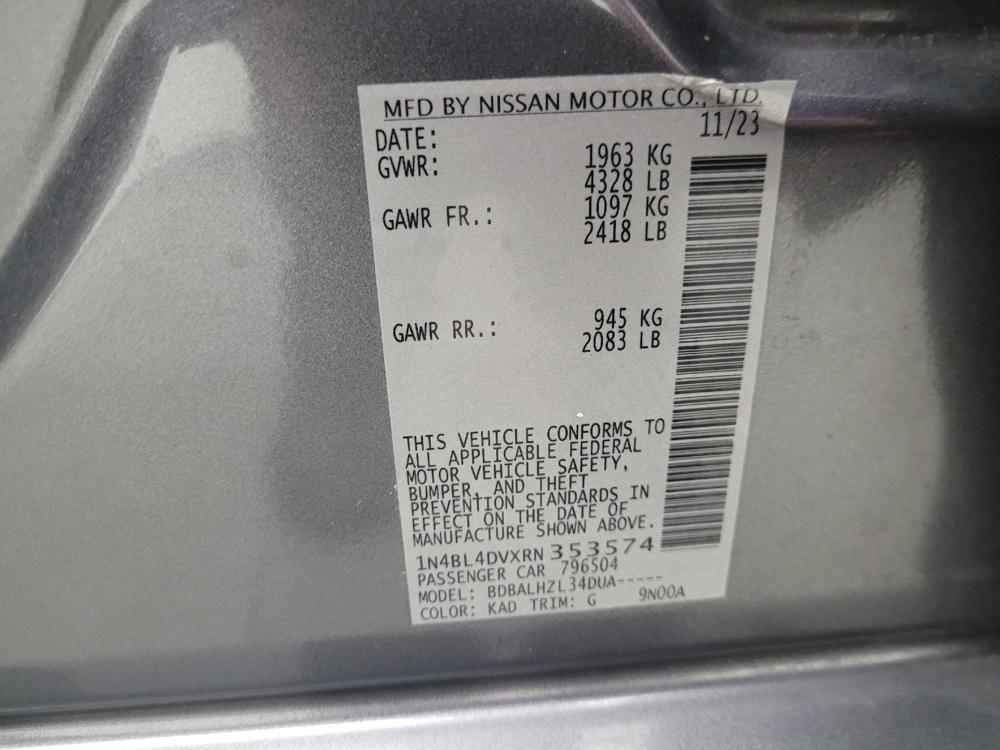 MFD BY NISSAN MOTOR CO., LTD.
DATE: 11/23
GVWR: 1963 KG
4328 LB
GAWR FR.: 1097 KG
2418 LB
GAWR RR.: 945 KG
2083 LB
THIS VEHICLE CONFORMS TO
ALL APPLICABLE FEDERAL
MOTOR VEHICLE SAFETY,
BUMPER, AND THEFT
PREVENTION STANDARDS IN
EFFECT ON THE DATE OF
MANUFACTURE SHOWN ABOVE.
1N4BL4DVXRN353574
PASSENGER CAR 796504
MODEL: BDBALHZL34DUA-----
COLOR: KAD TRIM: G 9N00A